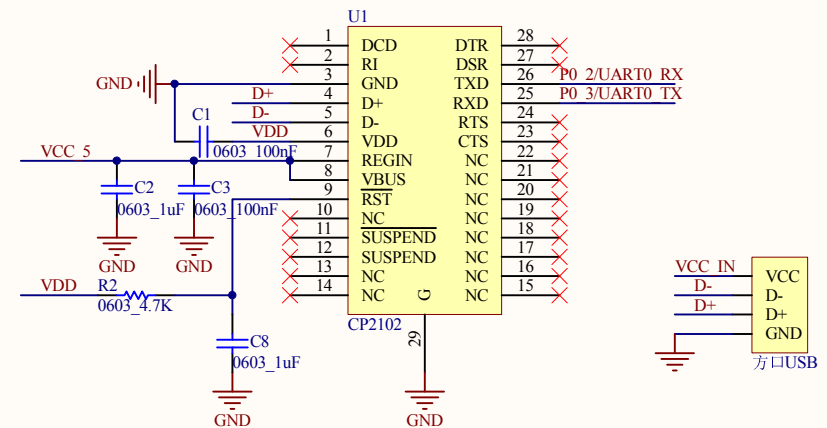 U1
1 DCD DTR 28
2 RI DSR 27
GND 3 GND TXD 26 P0_2/UART0_RX
D+ 4 D+ RXD 25 P0_3/UART0_TX
D- 5 D- RTS 24
C1 VDD 6 VDD CTS 23
0603_100nF
VCC_5 7 REGIN NC 22
8 VBUS NC 21
C2 C3 9 RST NC 20
0603_1uF 0603_100nF
10 NC NC 19
11 SUSPEND NC 18
12 SUSPEND NC 17
GND GND
13 NC NC 16
14 NC G NC 15
VDD R2
0603_4.7K
CP2102
29
C8
0603_1uF
GND
GND
VCC_IN VCC
D- D-
D+ D+
GND
方口USB